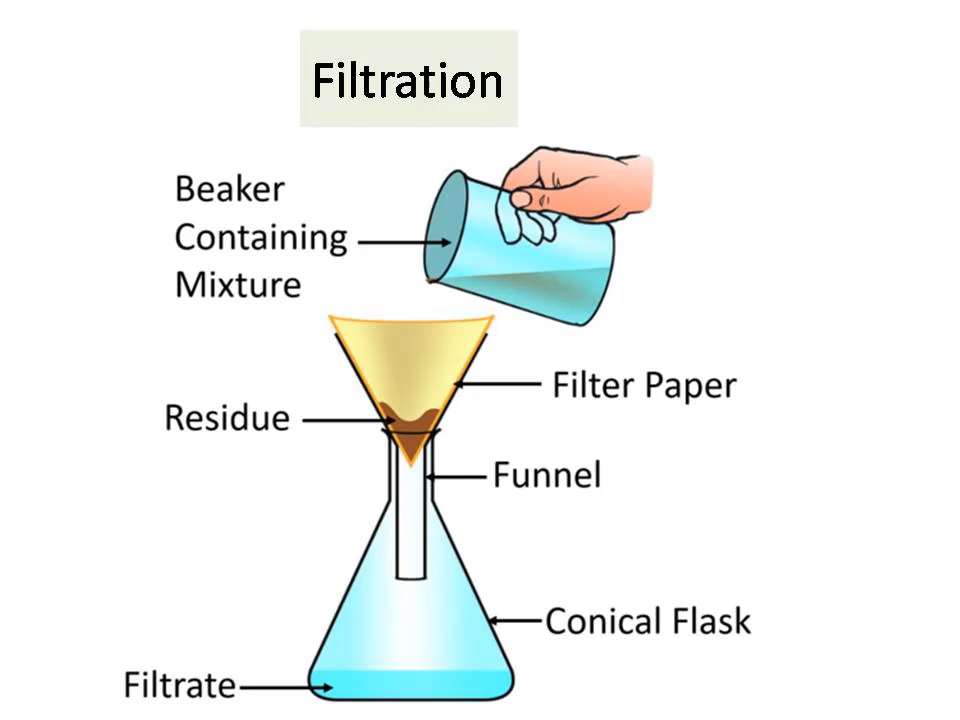 Filtration
Beaker
Containing
Mixture
Filter Paper
Residue
Funnel
Conical Flask
Filtrate